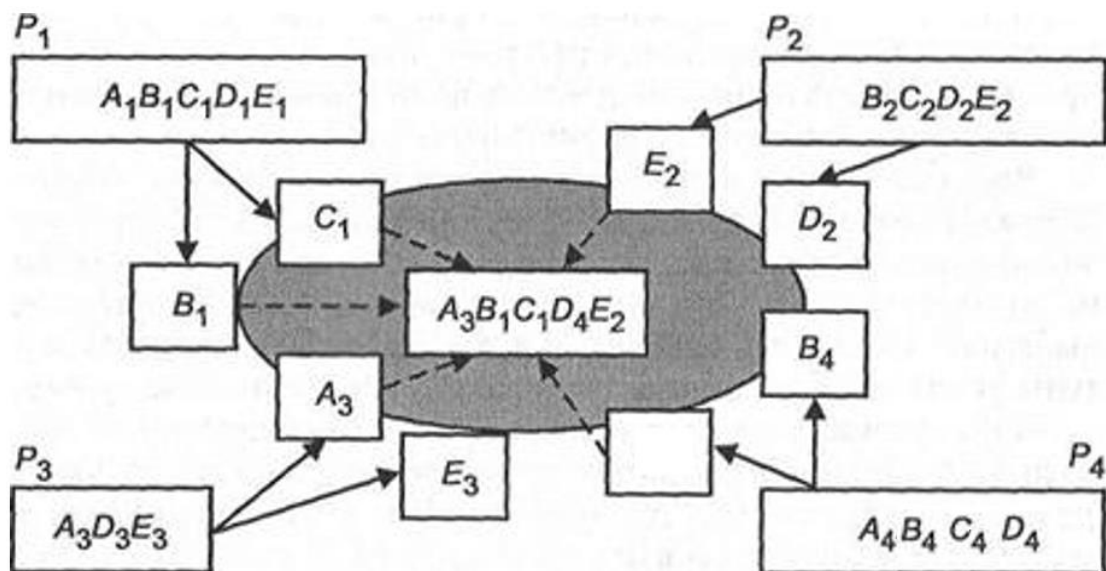 P₁
P₂
A₁B₁C₁D₁E₁
B₂C₂D₂E₂
E₂
C₁
D₂
B₁
A₃B₁C₁D₄E₂
B₄
A₃
E₃
P₃
P₄
A₃D₃E₃
A₄B₄ C₄ D₄